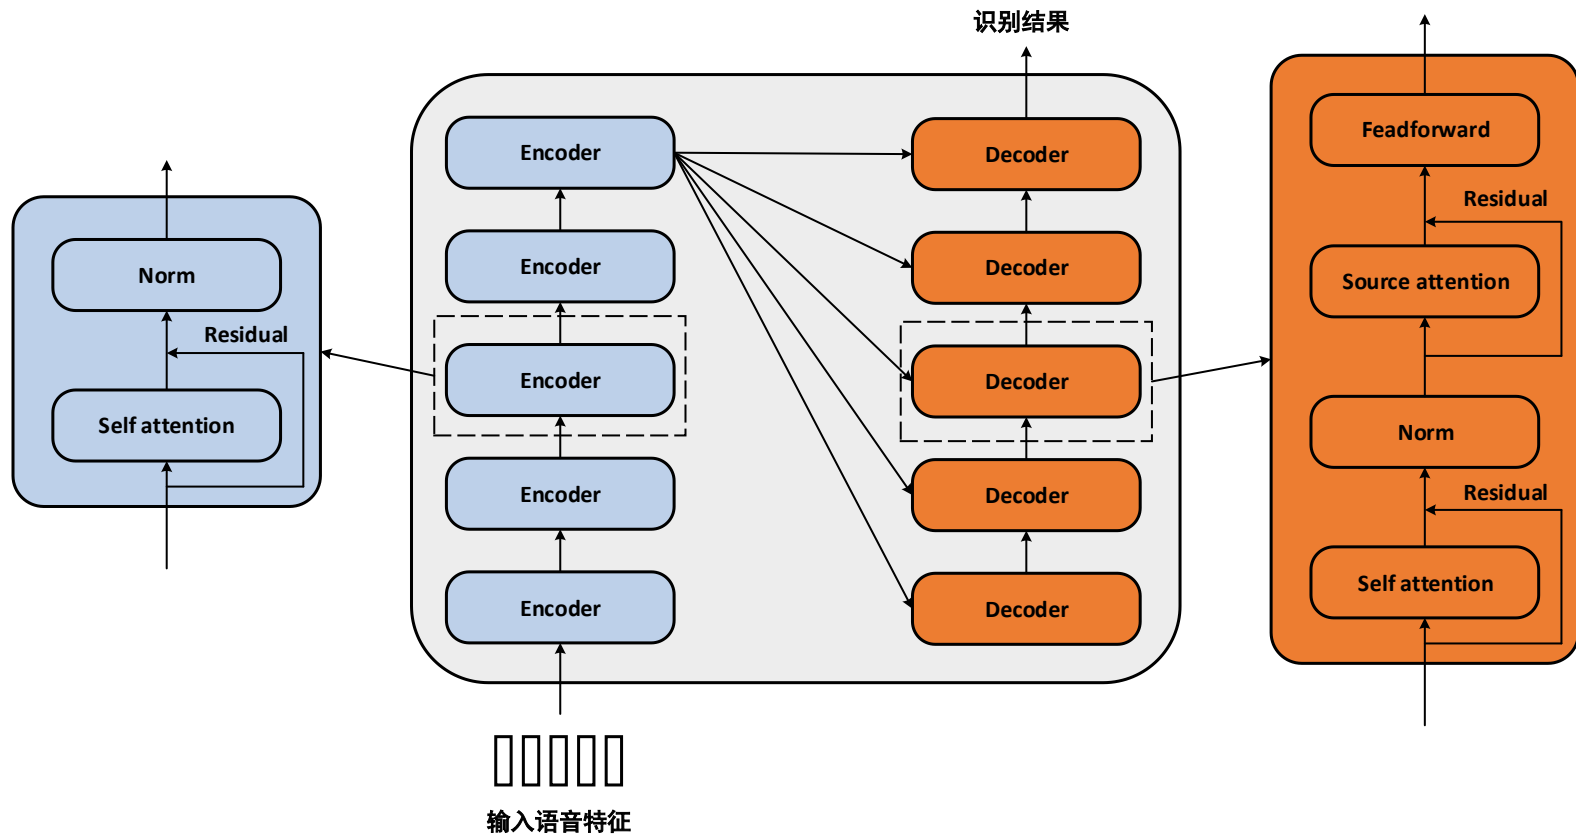 识别结果
Norm
Residual
Self attention
Encoder
Encoder
Encoder
Encoder
Encoder
输入语音特征
Decoder
Decoder
Decoder
Decoder
Decoder
Feadforward
Residual
Source attention
Norm
Residual
Self attention